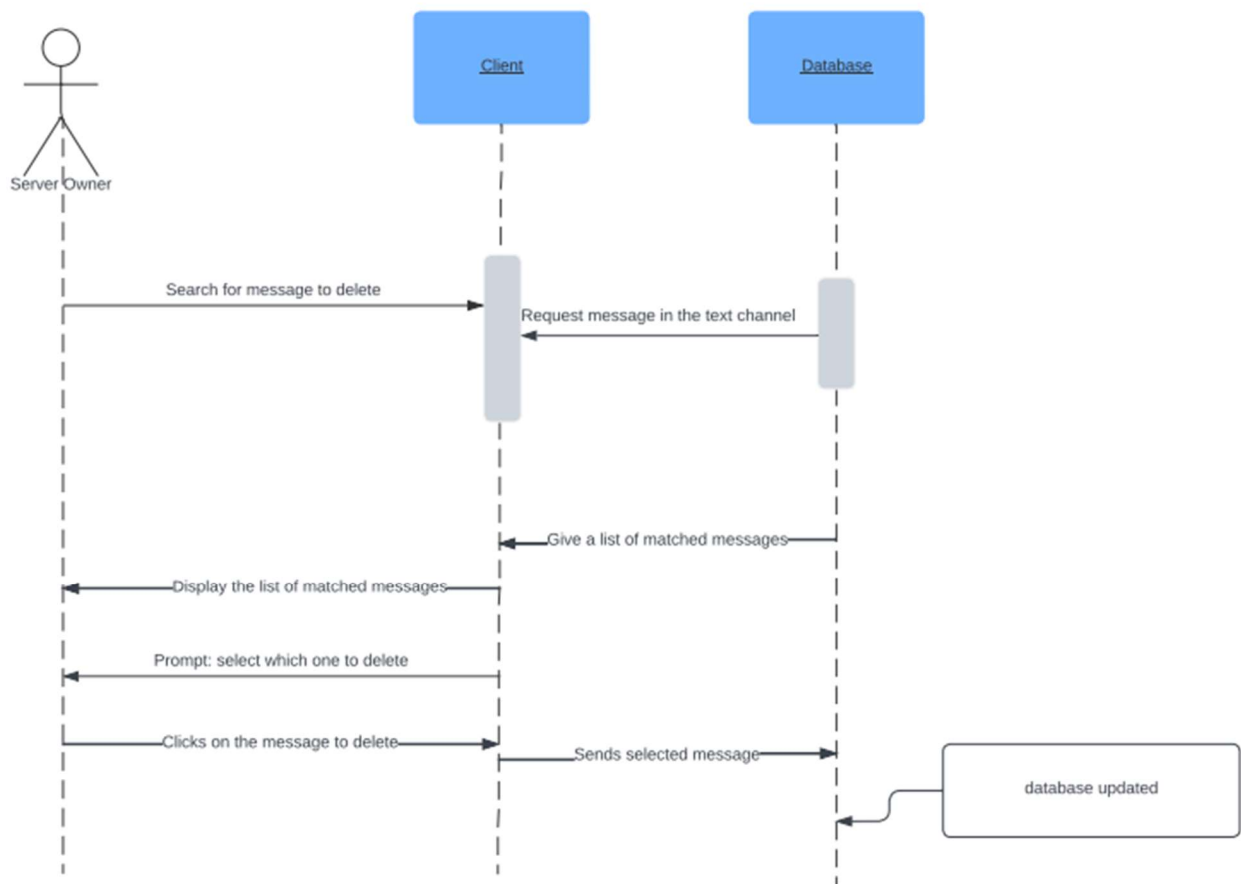 Client
Database
Server Owner
Search for message to delete
Request message in the text channel
Give a list of matched messages
Display the list of matched messages
Prompt: select which one to delete
Clicks on the message to delete
Sends selected message
database updated